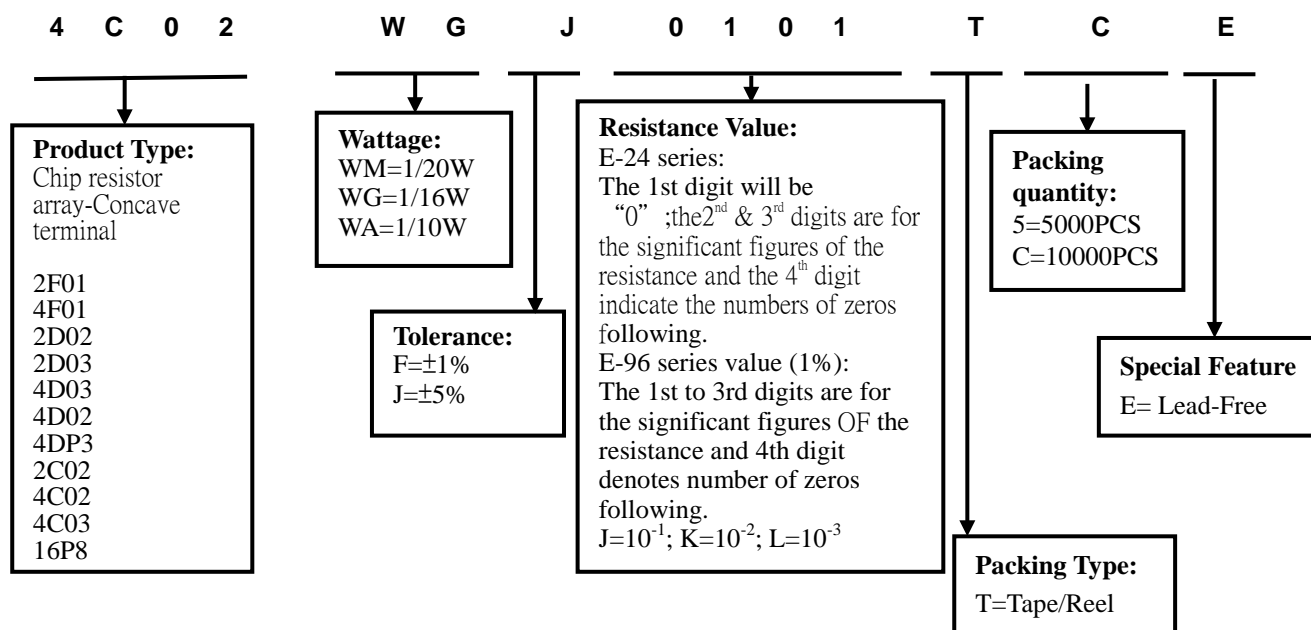 4 C 0 2 W G J 0 1 0 1 T C E
Product Type:
Chip resistor
array-Concave
terminal
2F01
4F01
2D02
2D03
4D03
4D02
4DP3
2C02
4C02
4C03
16P8
Wattage:
WM=1/20W
WG=1/16W
WA=1/10W
Tolerance:
F=±1%
J=±5%
Resistance Value:
E-24 series:
The 1st digit will be
“0” ;the2nd & 3rd digits are for
the significant figures of the
resistance and the 4th digit
indicate the numbers of zeros
following.
E-96 series value (1%):
The 1st to 3rd digits are for
the significant figures OF the
resistance and 4th digit
denotes number of zeros
following.
J=10-1; K=10-2; L=10-3
Packing Type:
T=Tape/Reel
Packing
quantity:
5=5000PCS
C=10000PCS
Special Feature
E= Lead-Free